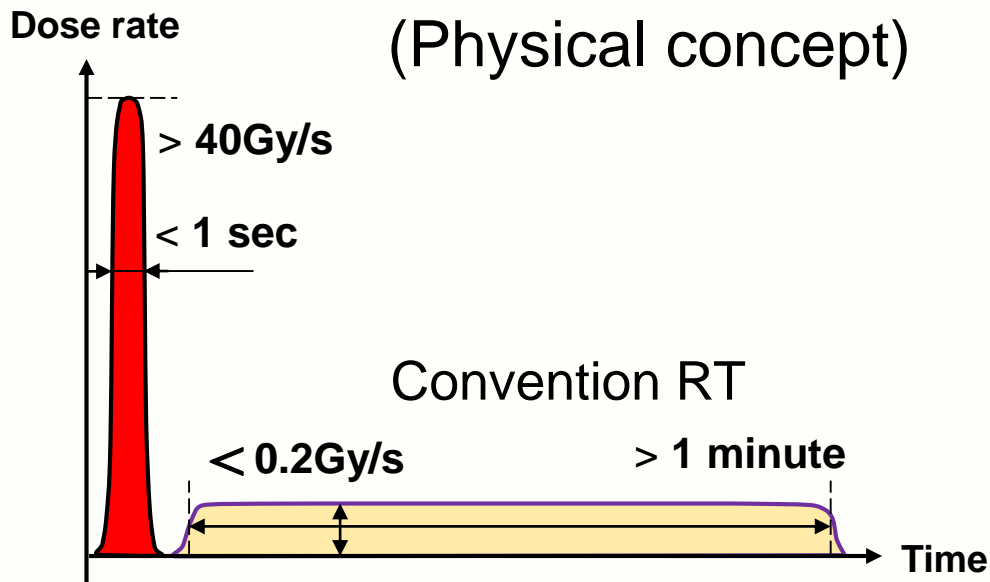 Dose rate
(Physical concept)
> 40Gy/s
< 1 sec
Convention RT
< 0.2Gy/s
> 1 minute
Time